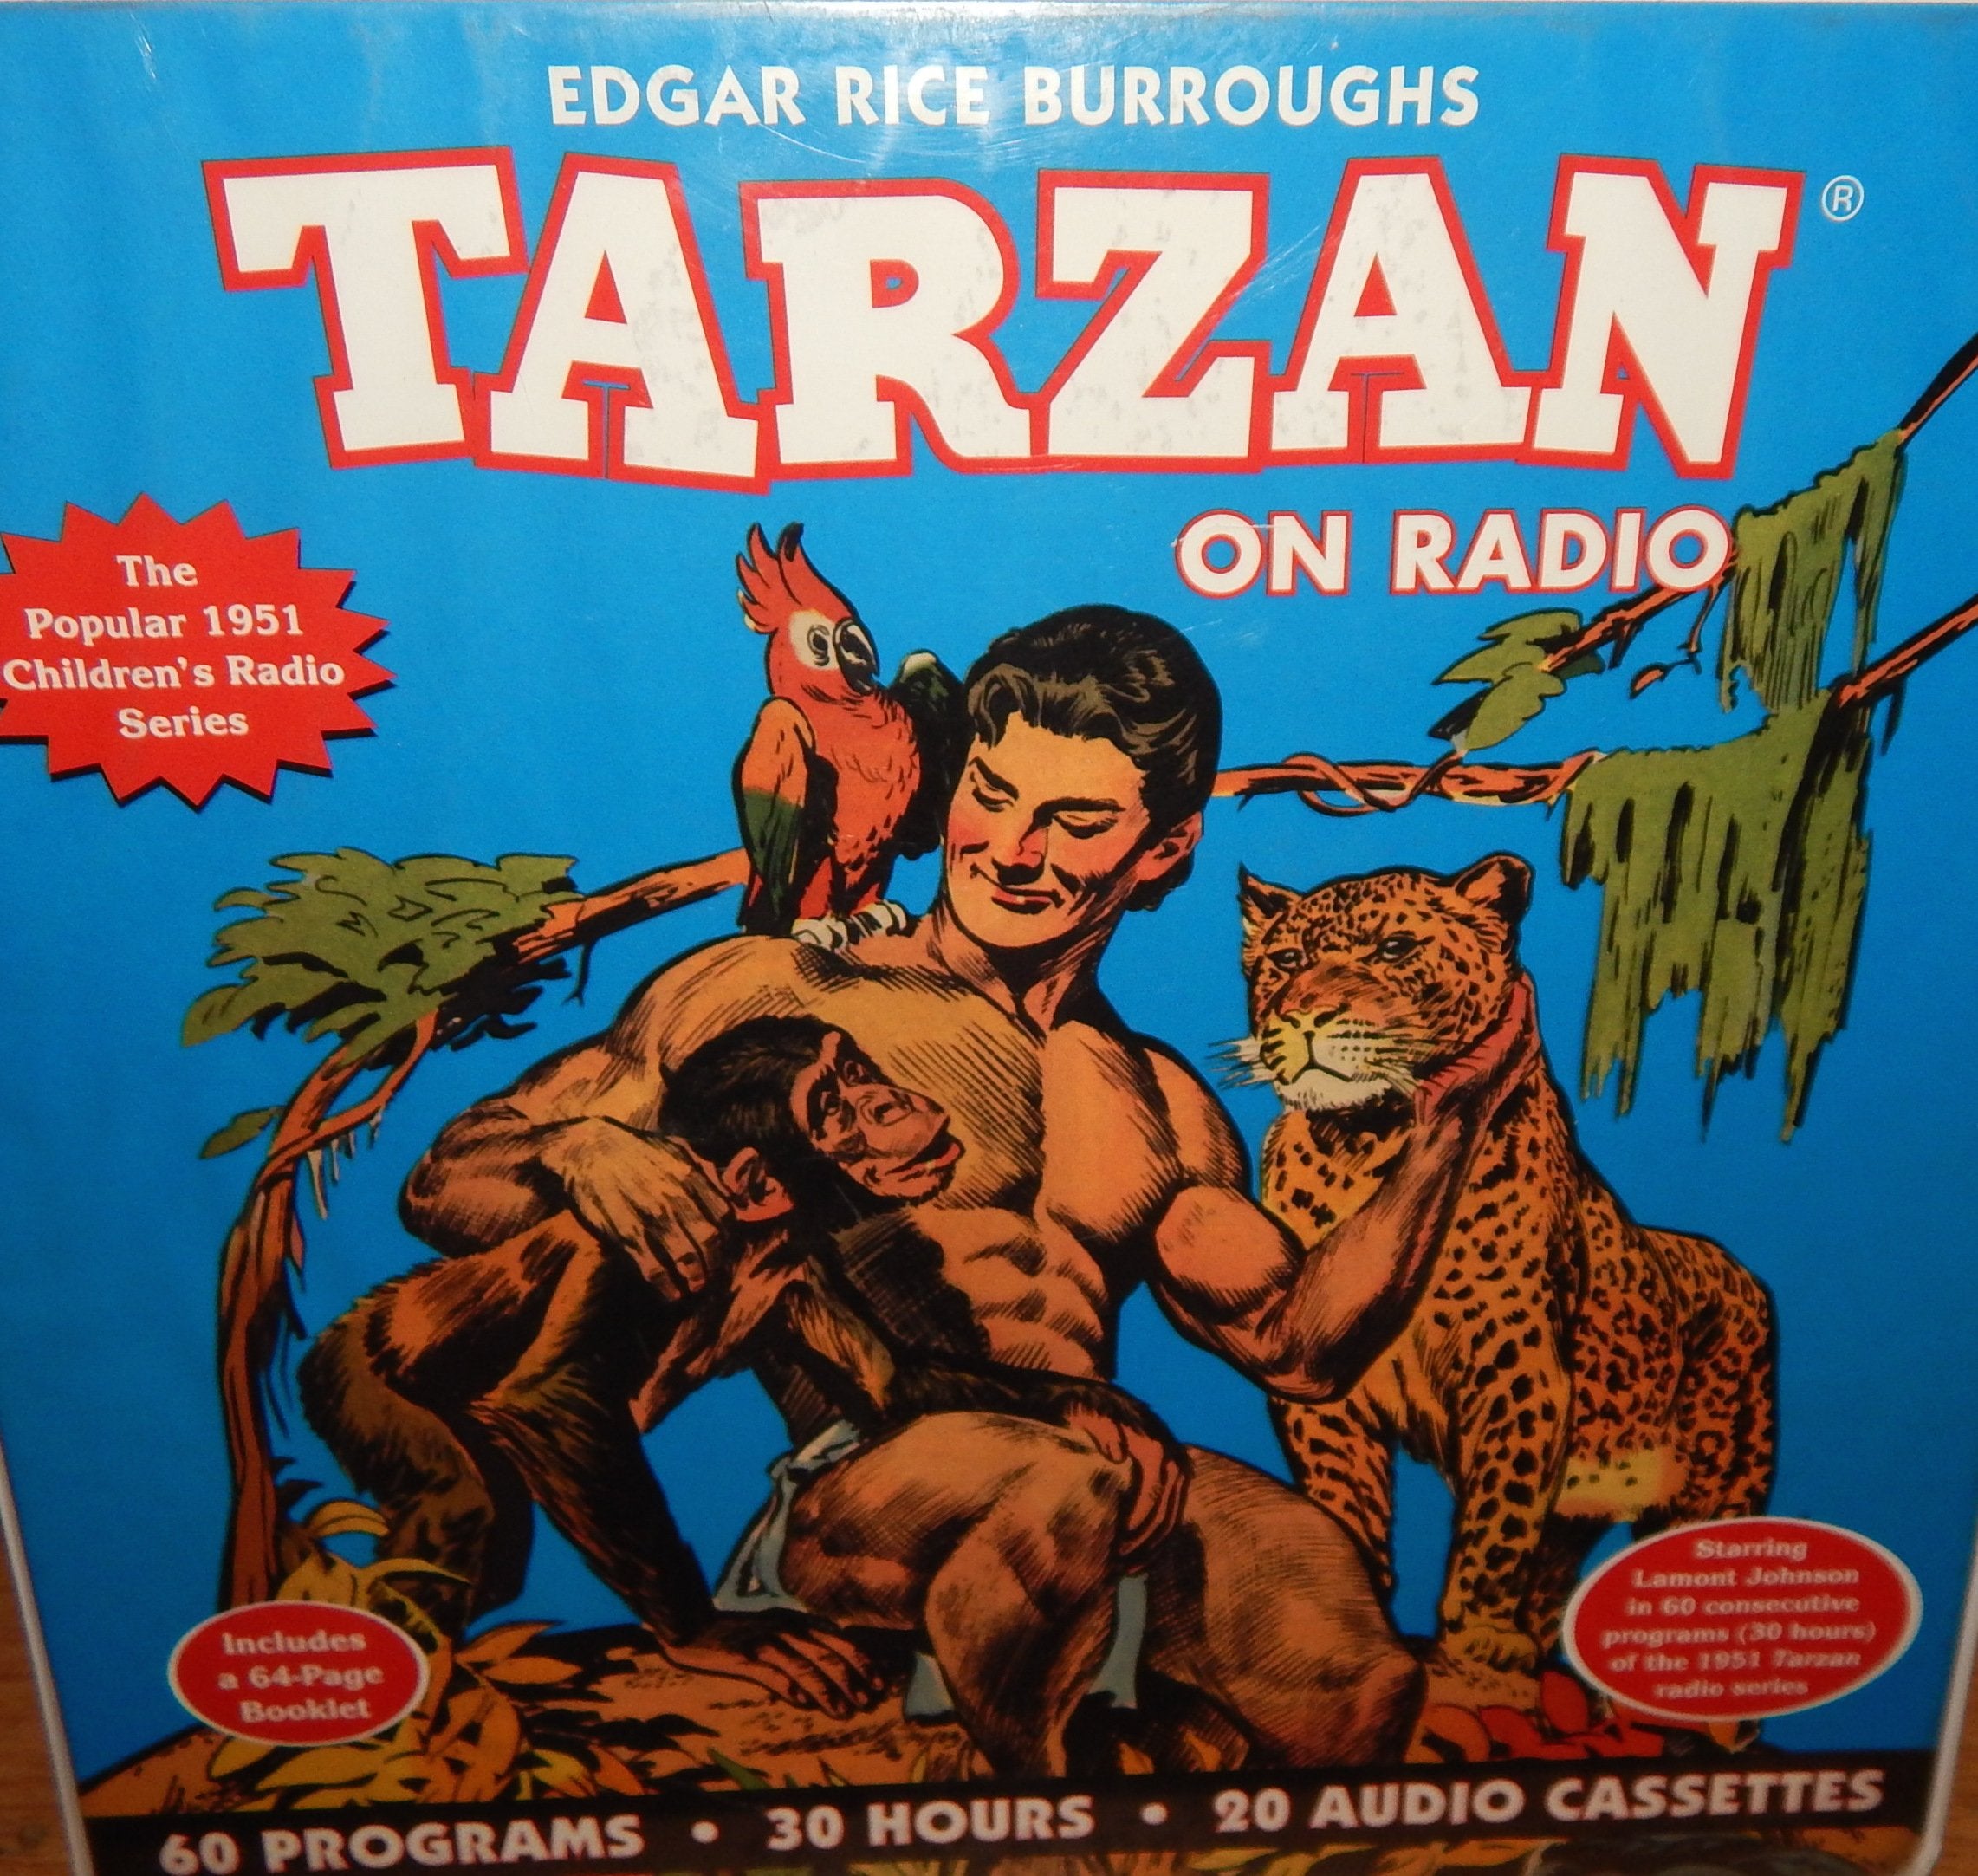 EDGAR RICE BURROUGHS
TARZAN®
ON RADIO
The
Popular 1951
Children's Radio
Series
Includes
a 64-Page
Booklet
Starring
Lamont Johnson
in 60 consecutive
programs (30 hours)
of the 1951 Tarzan
radio series
60 PROGRAMS • 30 HOURS • 20 AUDIO CASSETTES